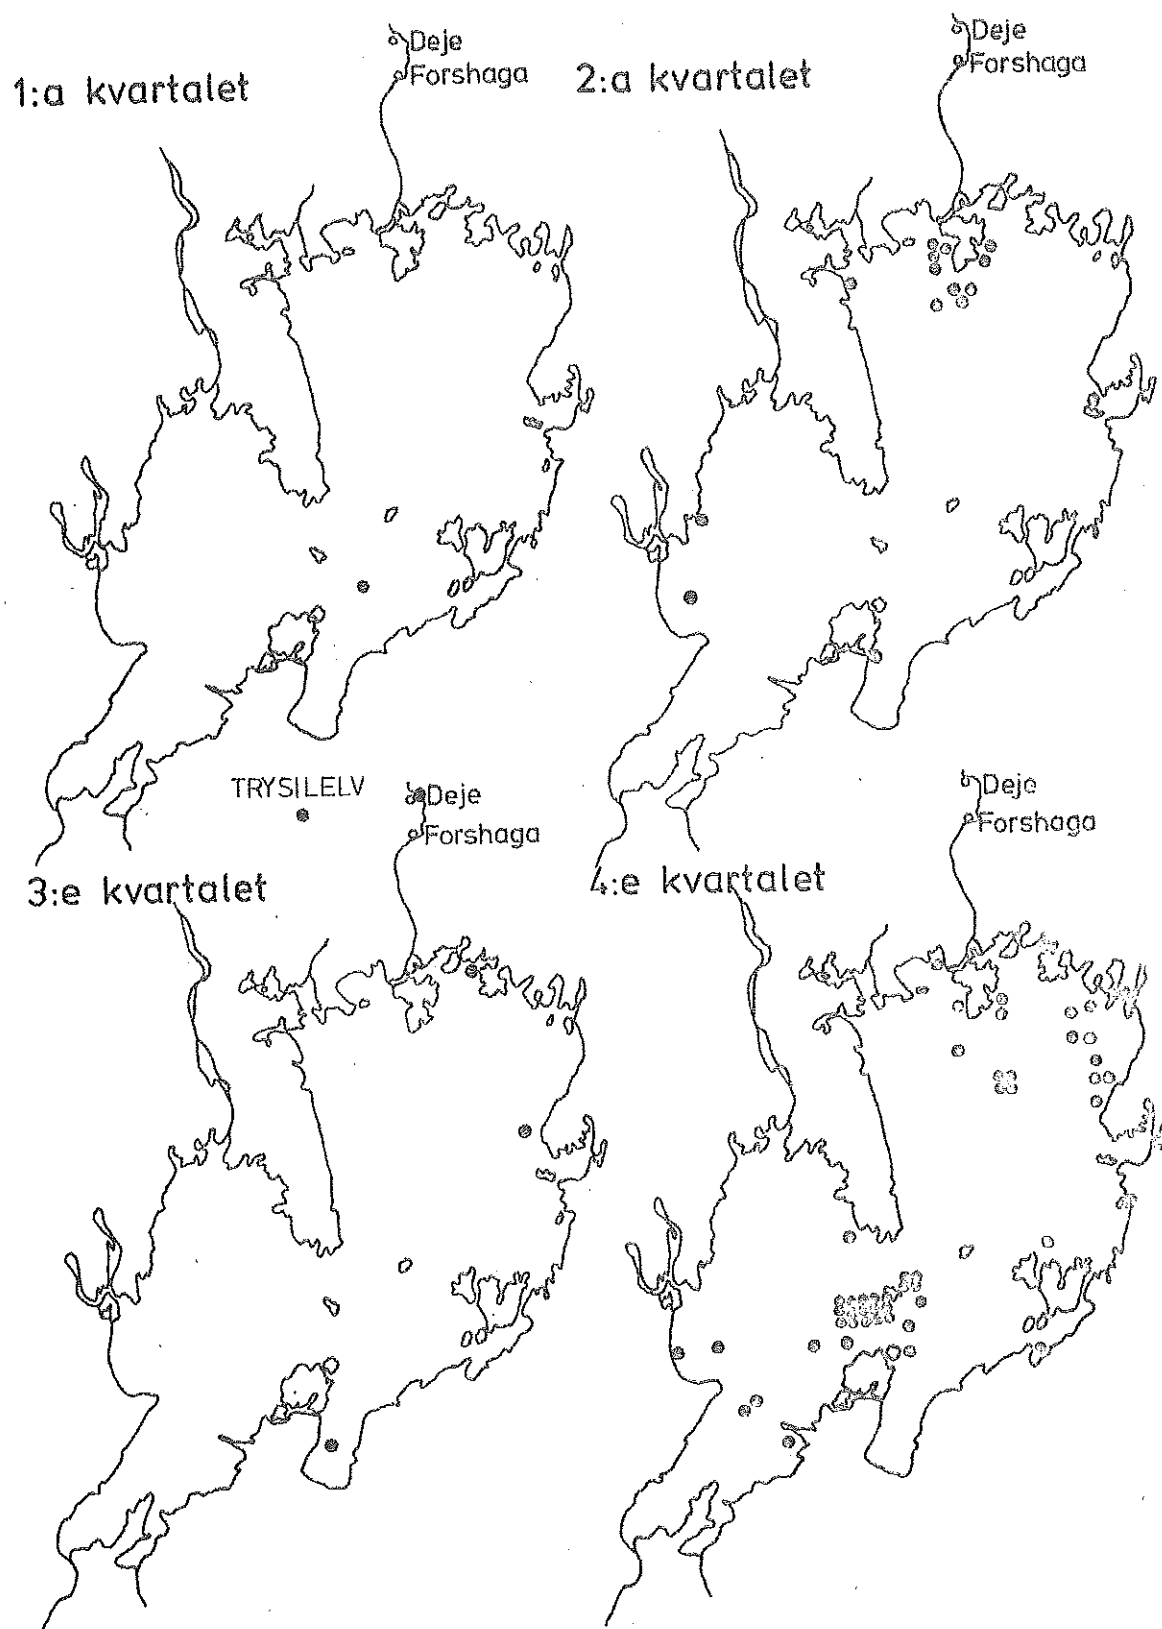 Deje
Forshaga
1:a kvartalet
Deje
Forshaga
2:a kvartalet
TRYSILELV
Deje
Forshaga
3:e kvartalet
Deje
Forshaga
4:e kvartalet